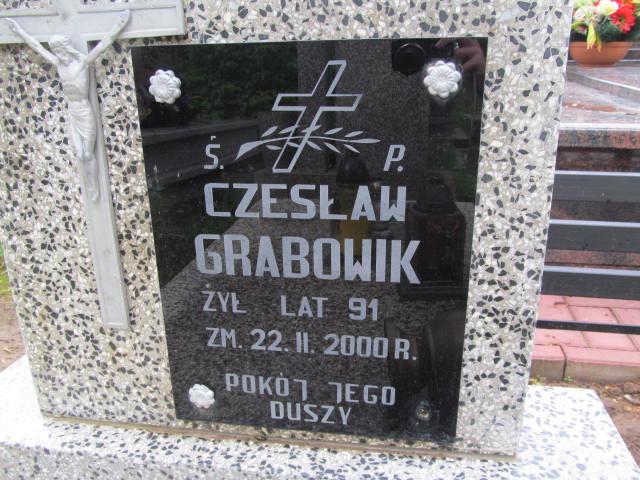 Ś. P.
CZESŁAW
GRABOWIK
ŻYŁ LAT 91
ZM. 22. II. 2000 R.
POKÓJ JEGO
DUSZY